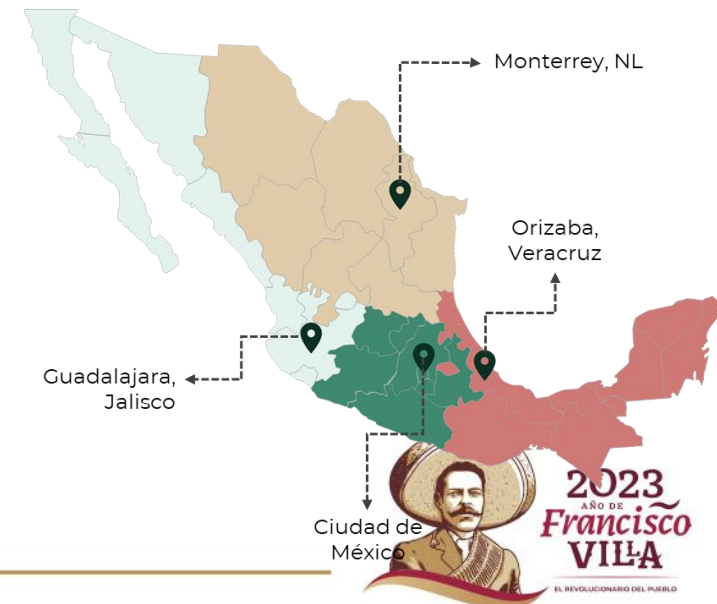 Monterrey, NL
Orizaba,
Veracruz
Guadalajara,
Jalisco
Ciudad de
México
2023
AÑO DE
Francisco
VILLA
EL REVOLUCIONARIO DEL PUEBLO